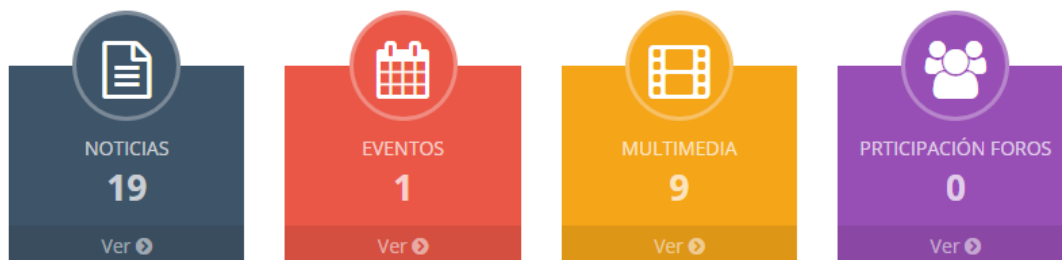 NOTICIAS
19
Ver
EVENTOS
1
Ver
MULTIMEDIA
9
Ver
PRTICIPACIÓN FOROS
0
Ver